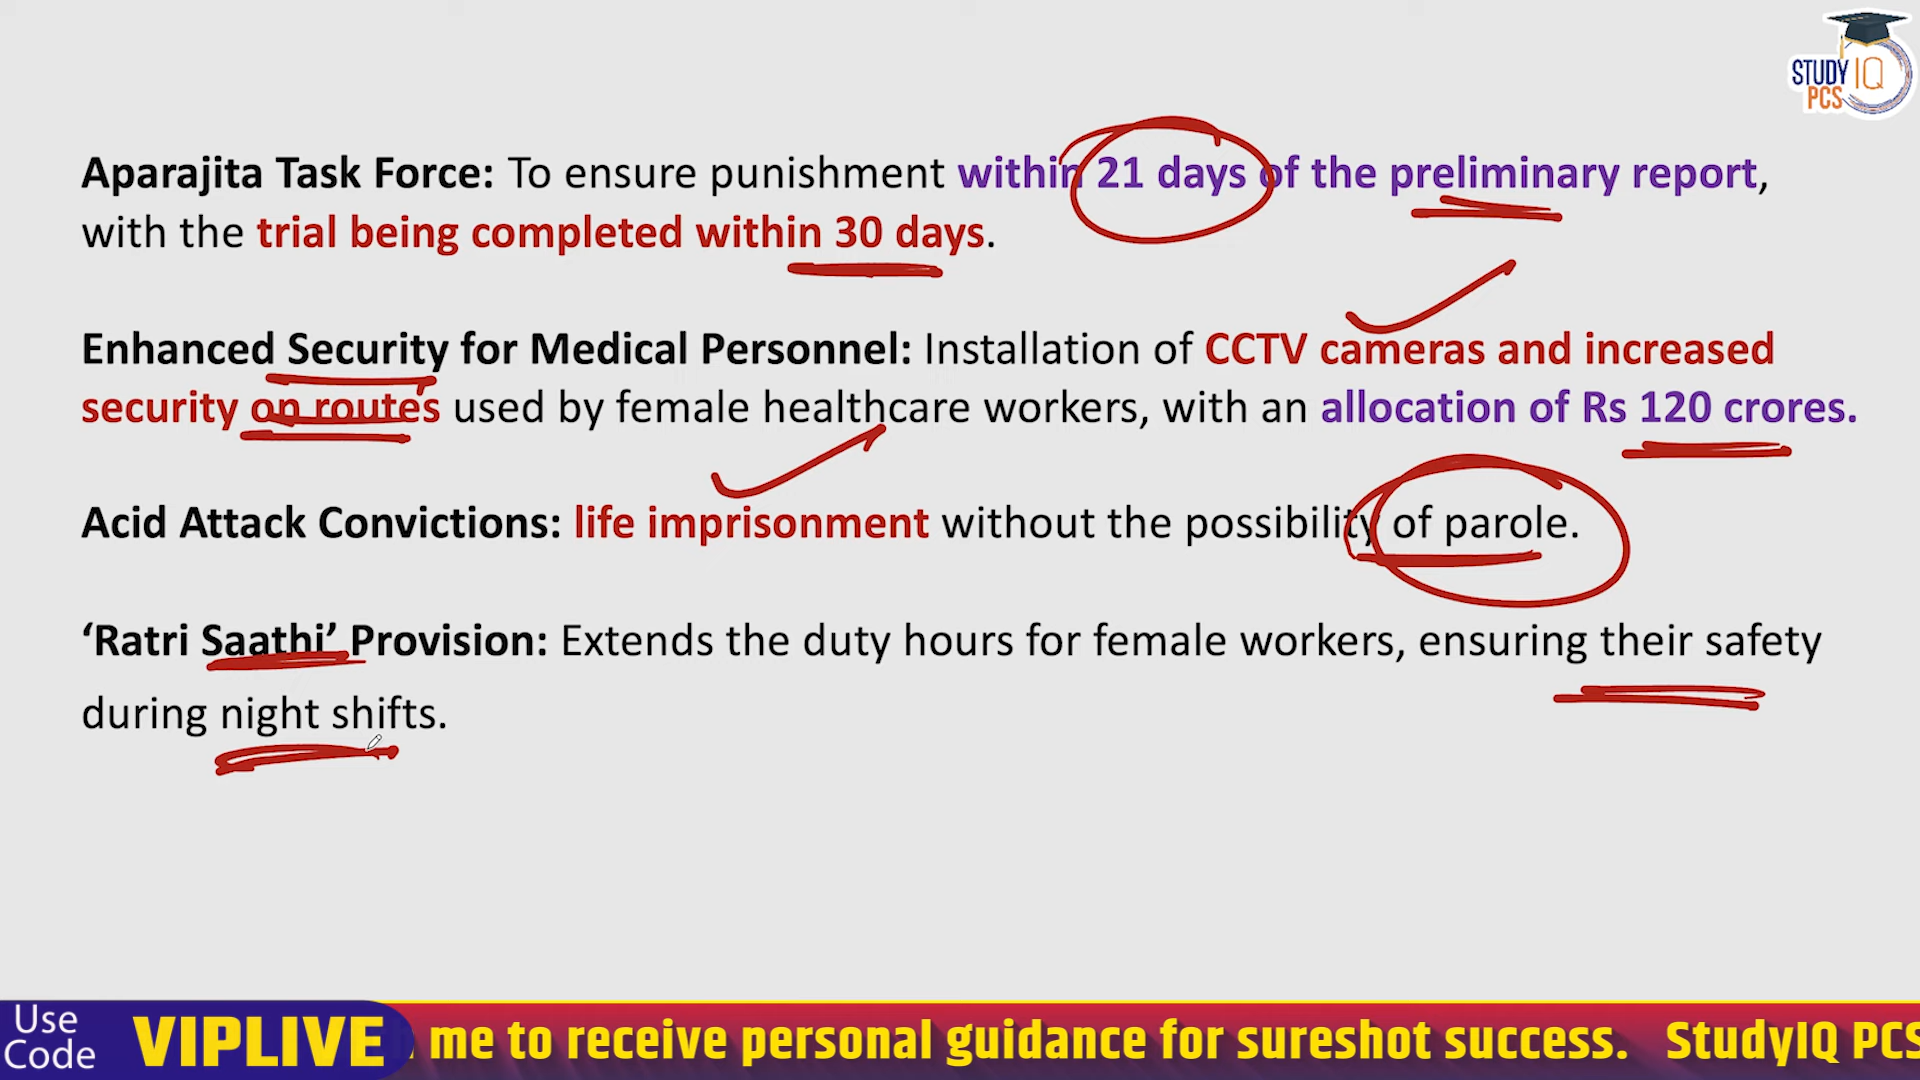 STUDY IQ
PCS
Aparajita Task Force: To ensure punishment within 21 days of the preliminary report,
with the trial being completed within 30 days.
Enhanced Security for Medical Personnel: Installation of CCTV cameras and increased
security on routes used by female healthcare workers, with an allocation of Rs 120 crores.
Acid Attack Convictions: life imprisonment without the possibility of parole.
‘Ratri Saathi’ Provision: Extends the duty hours for female workers, ensuring their safety
during night shifts.
Use
Code
VIPLIVE
me to receive personal guidance for sureshot success. StudyIQ PCS